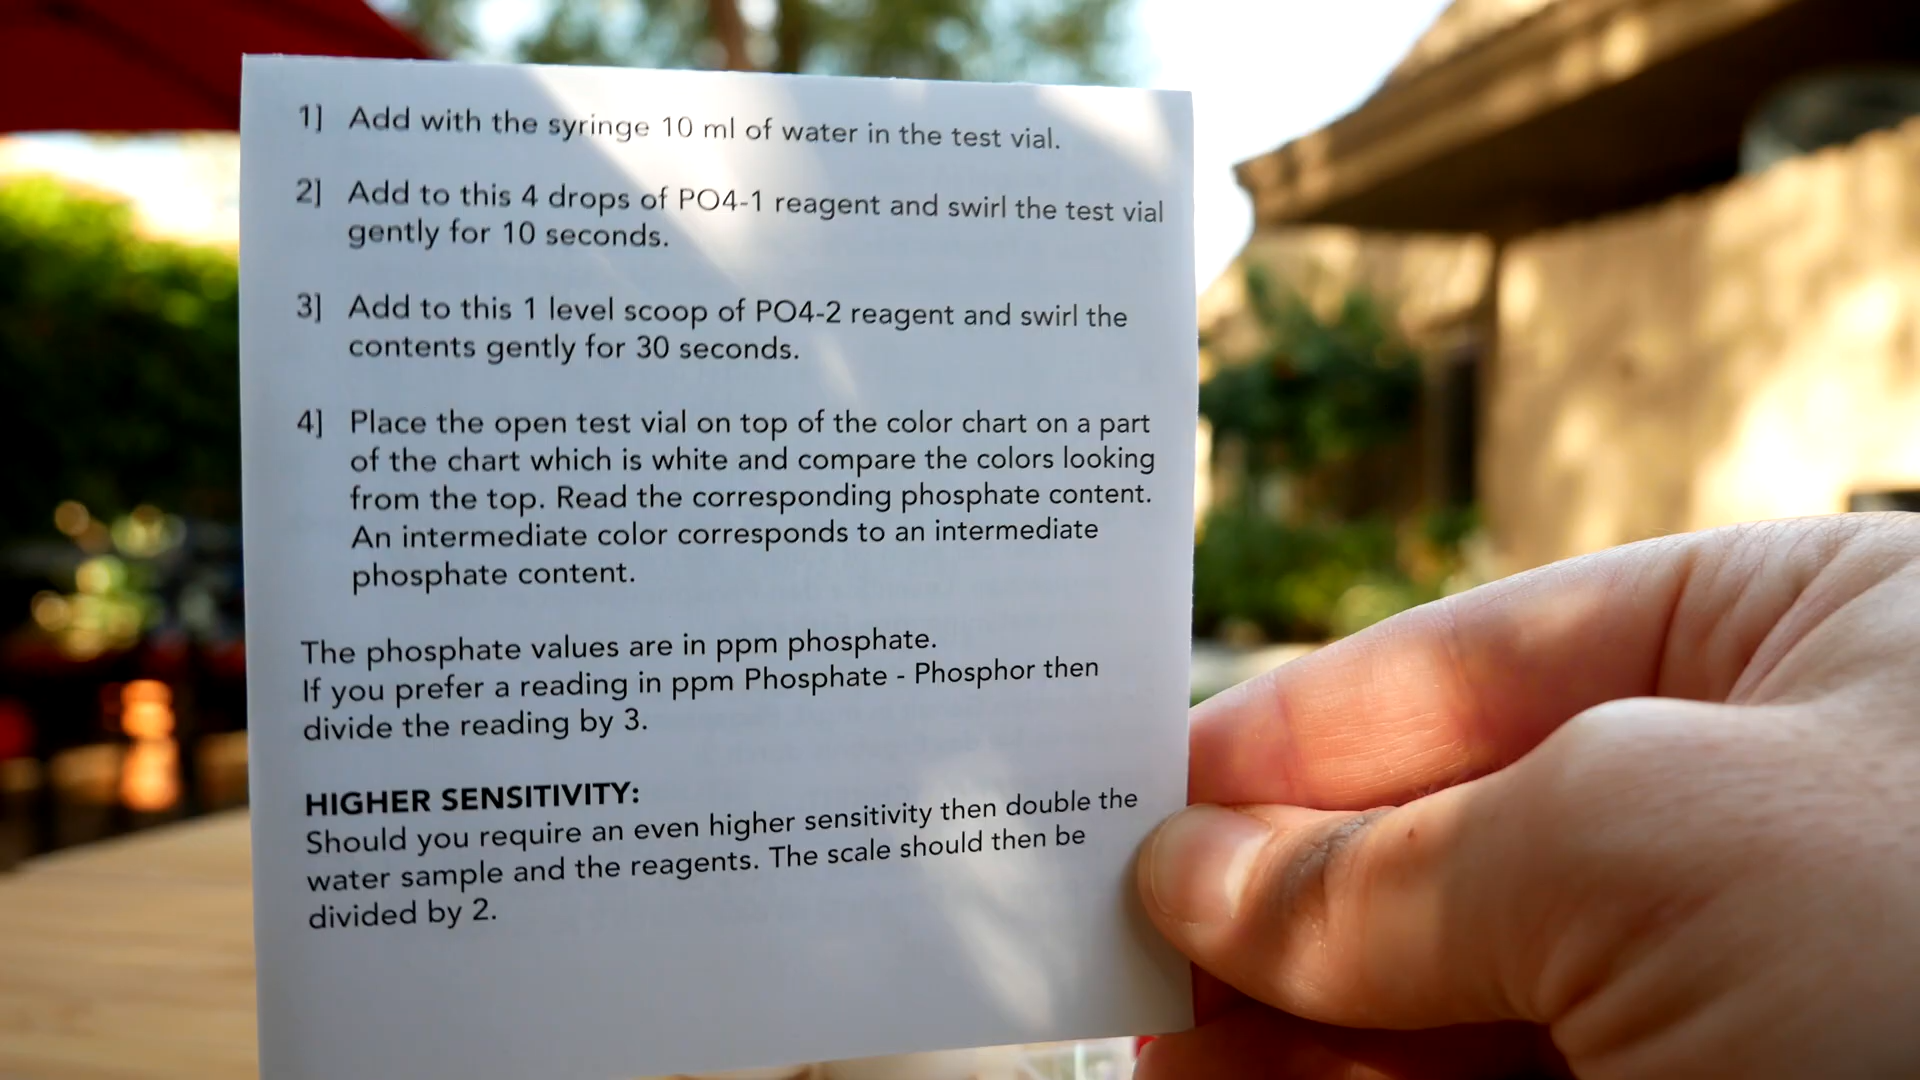 1] Add with the syringe 10 ml of water in the test vial.
2] Add to this 4 drops of PO4-1 reagent and swirl the test vial
gently for 10 seconds.
3] Add to this 1 level scoop of PO4-2 reagent and swirl the
contents gently for 30 seconds.
4] Place the open test vial on top of the color chart on a part
of the chart which is white and compare the colors looking
from the top. Read the corresponding phosphate content.
An intermediate color corresponds to an intermediate
phosphate content.
The phosphate values are in ppm phosphate.
If you prefer a reading in ppm Phosphate - Phosphor then
divide the reading by 3.
HIGHER SENSITIVITY:
Should you require an even higher sensitivity then double the
water sample and the reagents. The scale should then be
divided by 2.